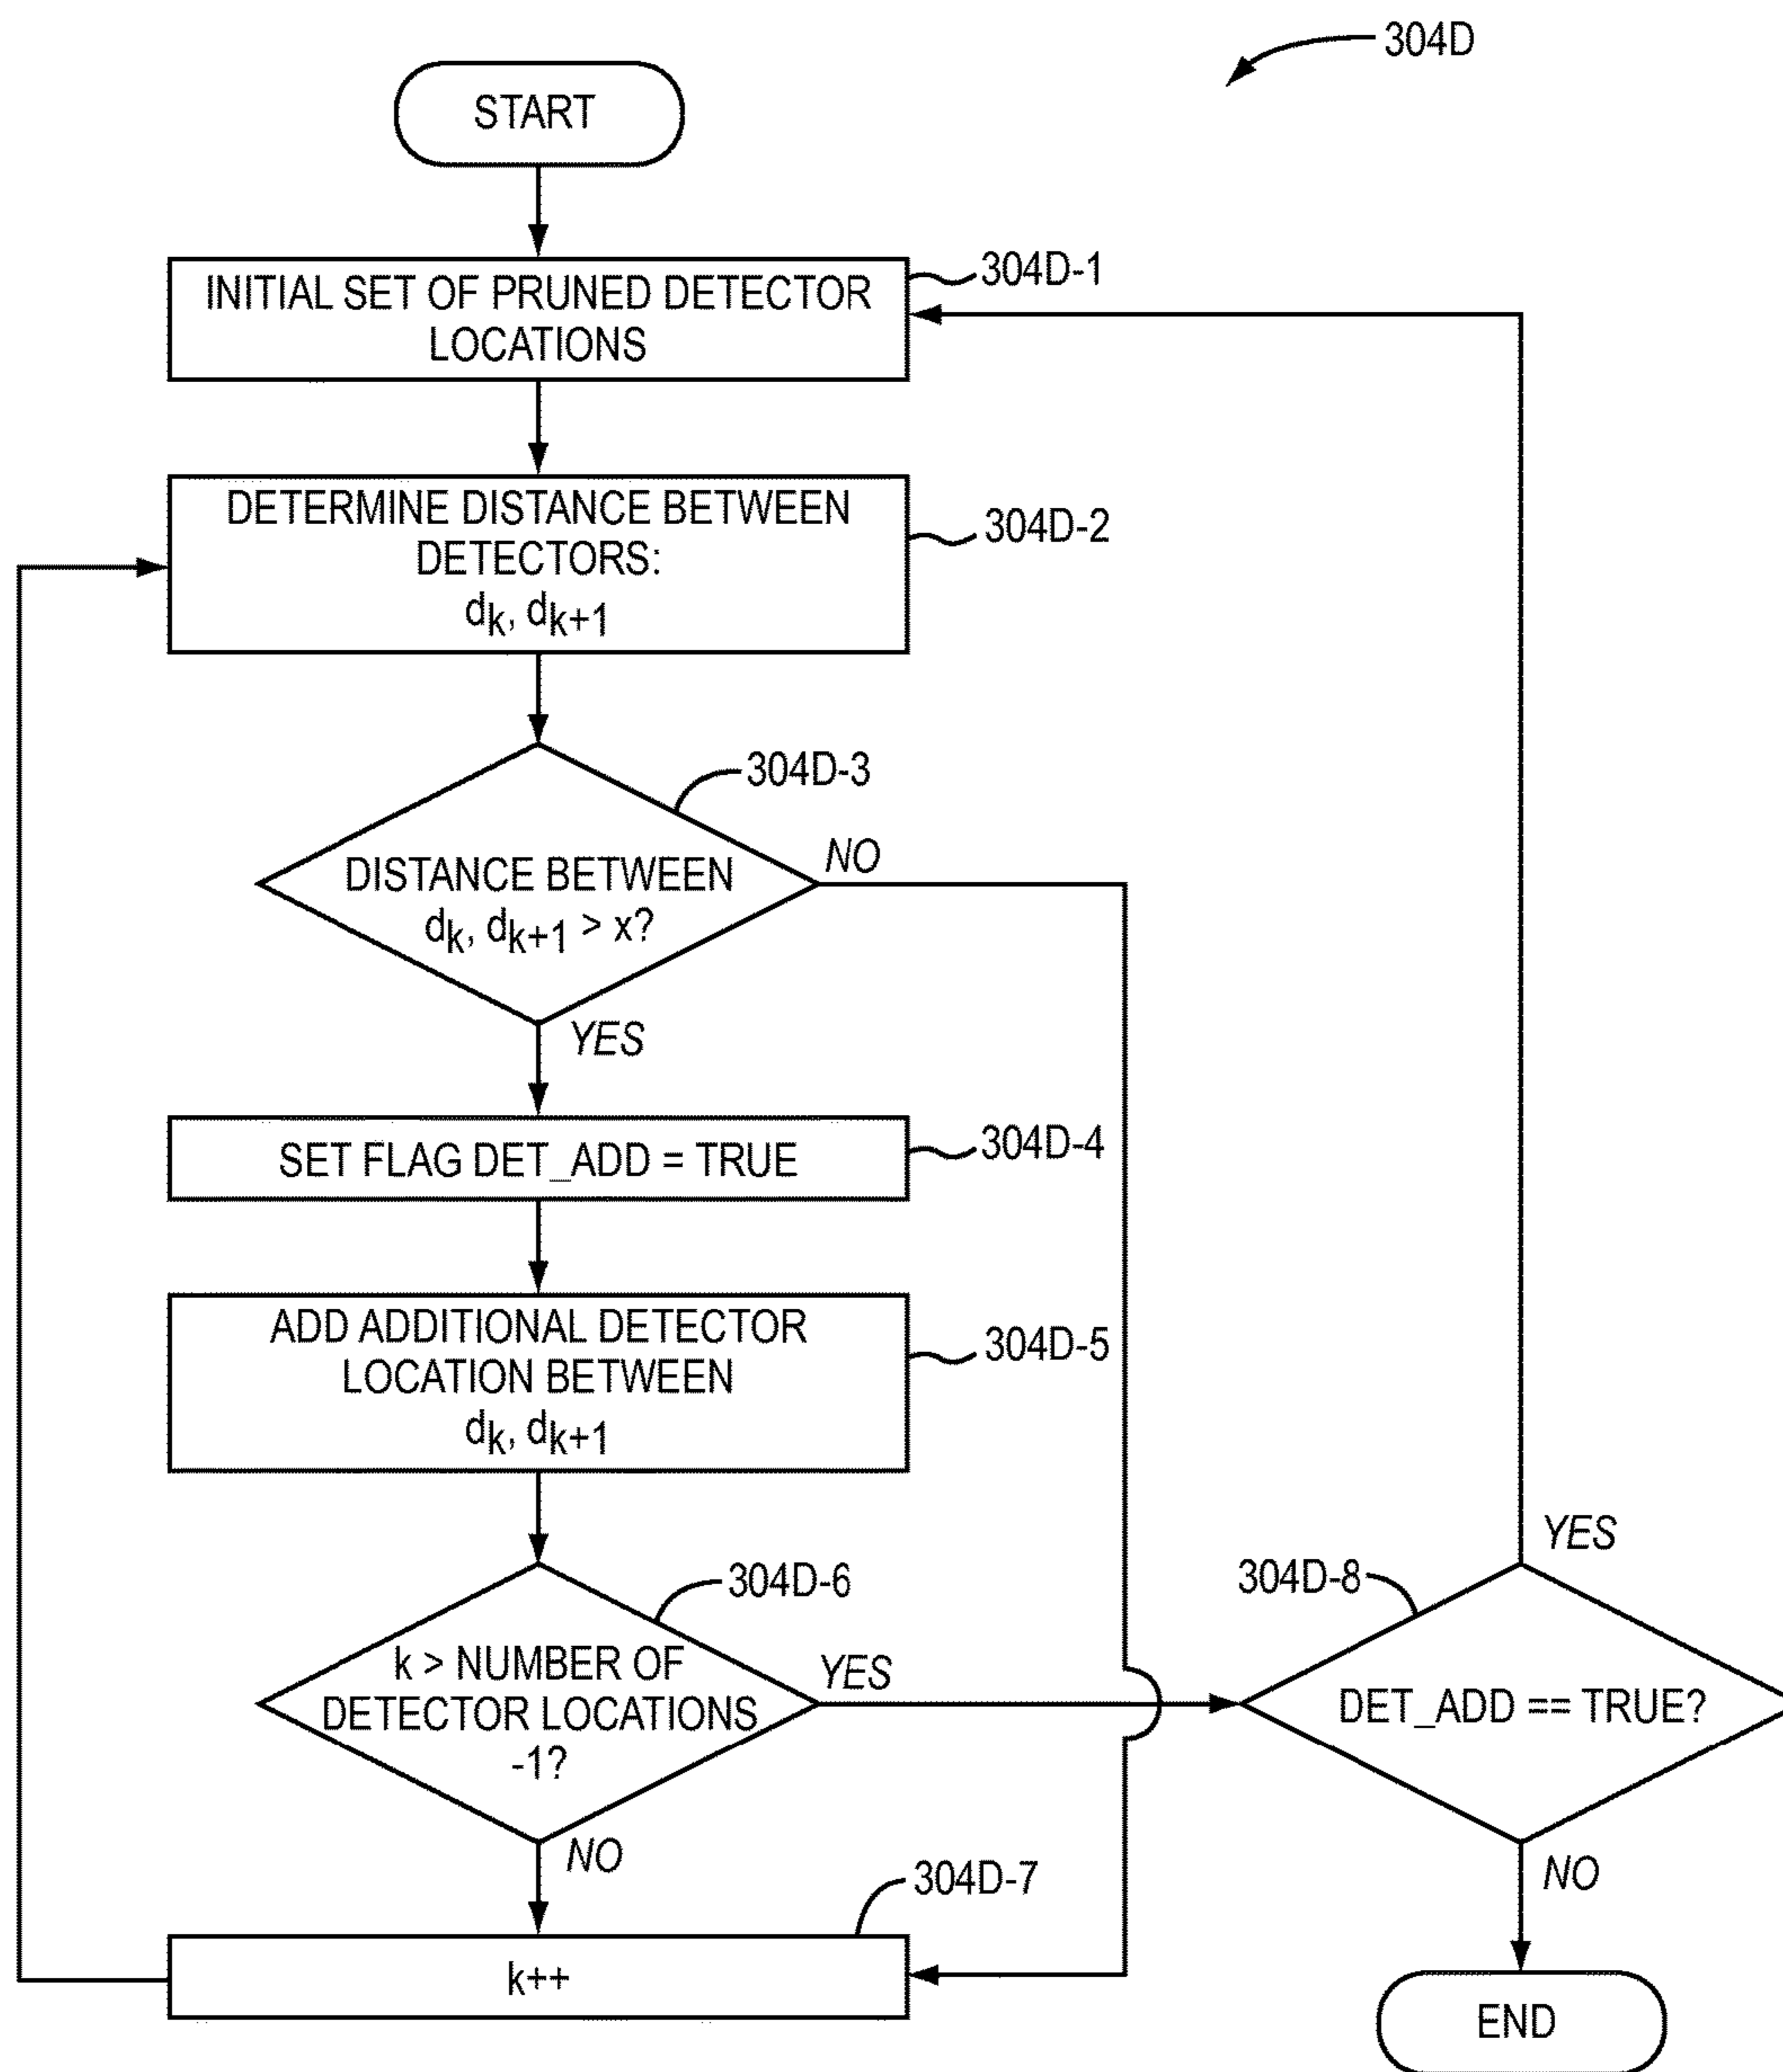 304D
START
INITIAL SET OF PRUNED DETECTOR
LOCATIONS
304D-1
DETERMINE DISTANCE BETWEEN
DETECTORS:
dk, dk+1
304D-2
304D-3
DISTANCE BETWEEN
dk, dk+1 > x?
NO
YES
SET FLAG DET_ADD = TRUE
304D-4
ADD ADDITIONAL DETECTOR
LOCATION BETWEEN
dk, dk+1
304D-5
304D-6
k > NUMBER OF
DETECTOR LOCATIONS
-1?
YES
NO
304D-7
k++
304D-8
YES
DET_ADD == TRUE?
NO
END